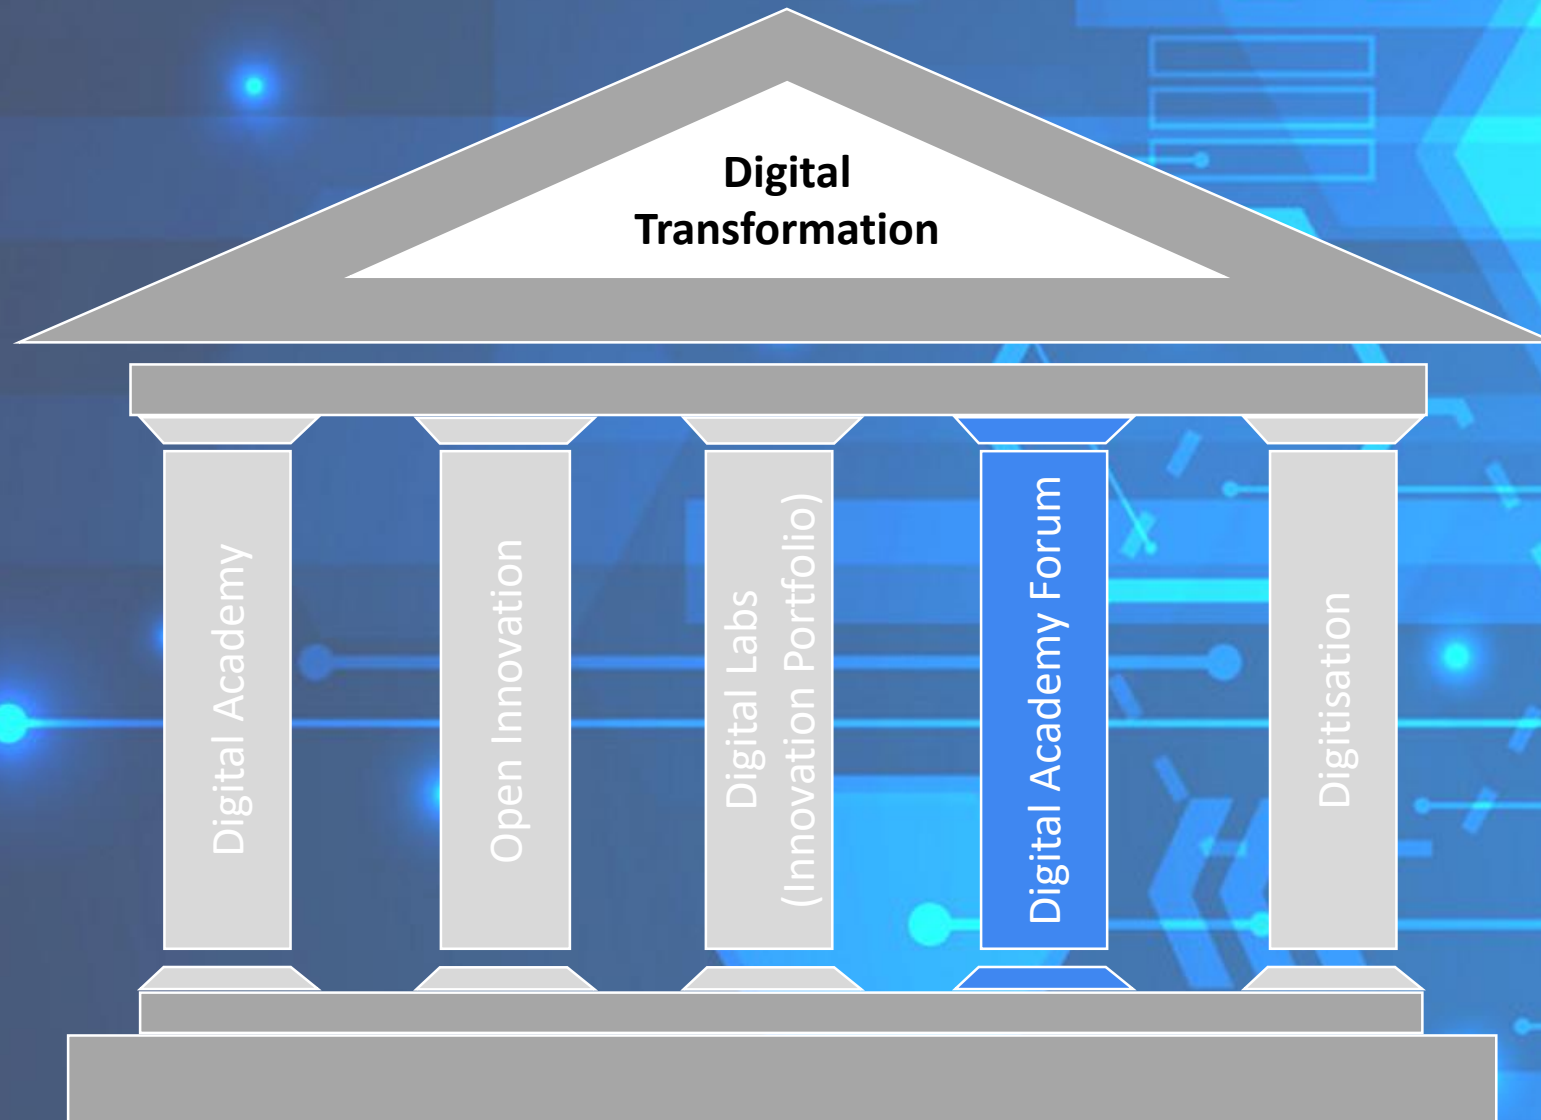 Digital
Transformation
Digital Academy
Open Innovation
Digital Labs
(Innovation Portfolio)
Digital Academy Forum
Digitisation